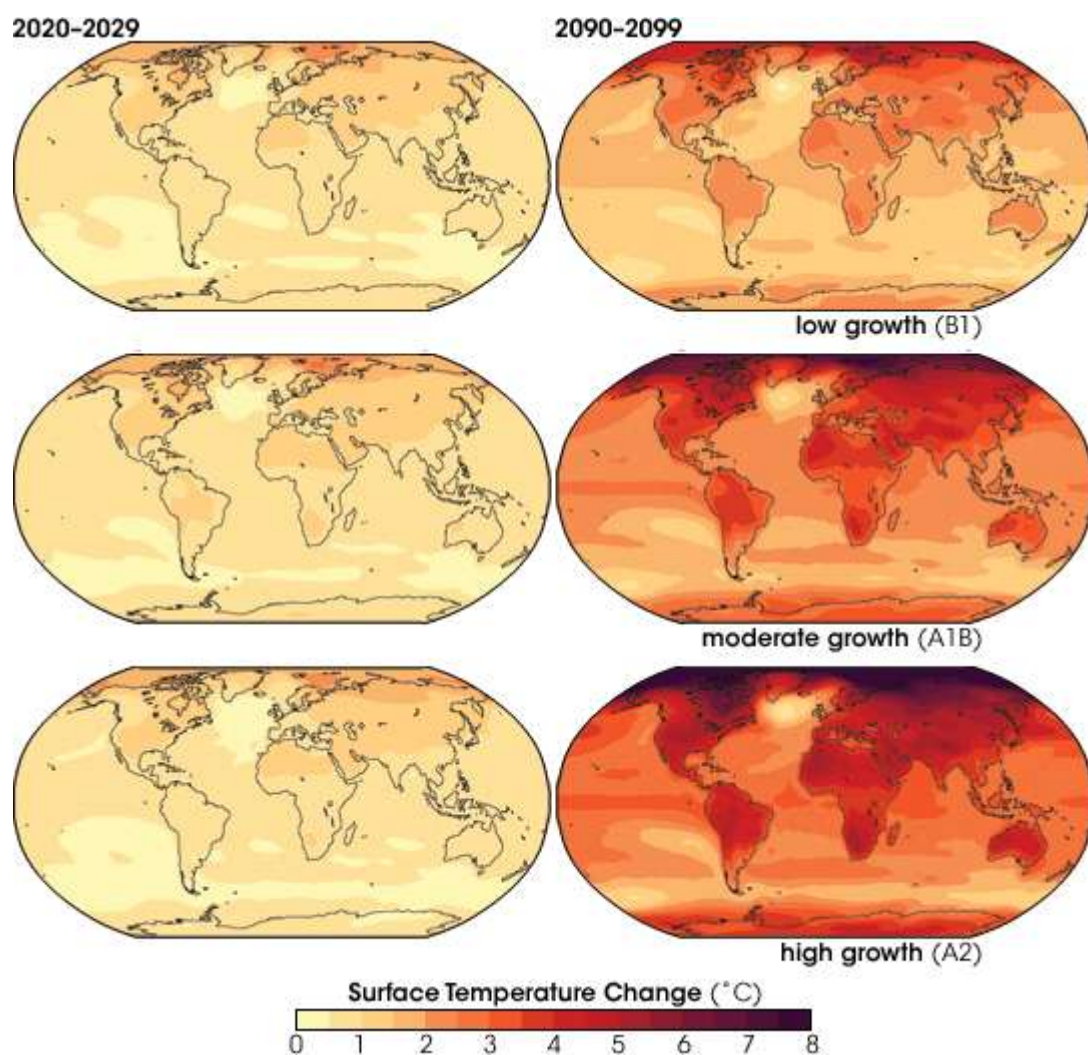 2020–2029
2090–2099
low growth (B1)
moderate growth (A1B)
high growth (A2)
Surface Temperature Change (˚C)
0 1 2 3 4 5 6 7 8